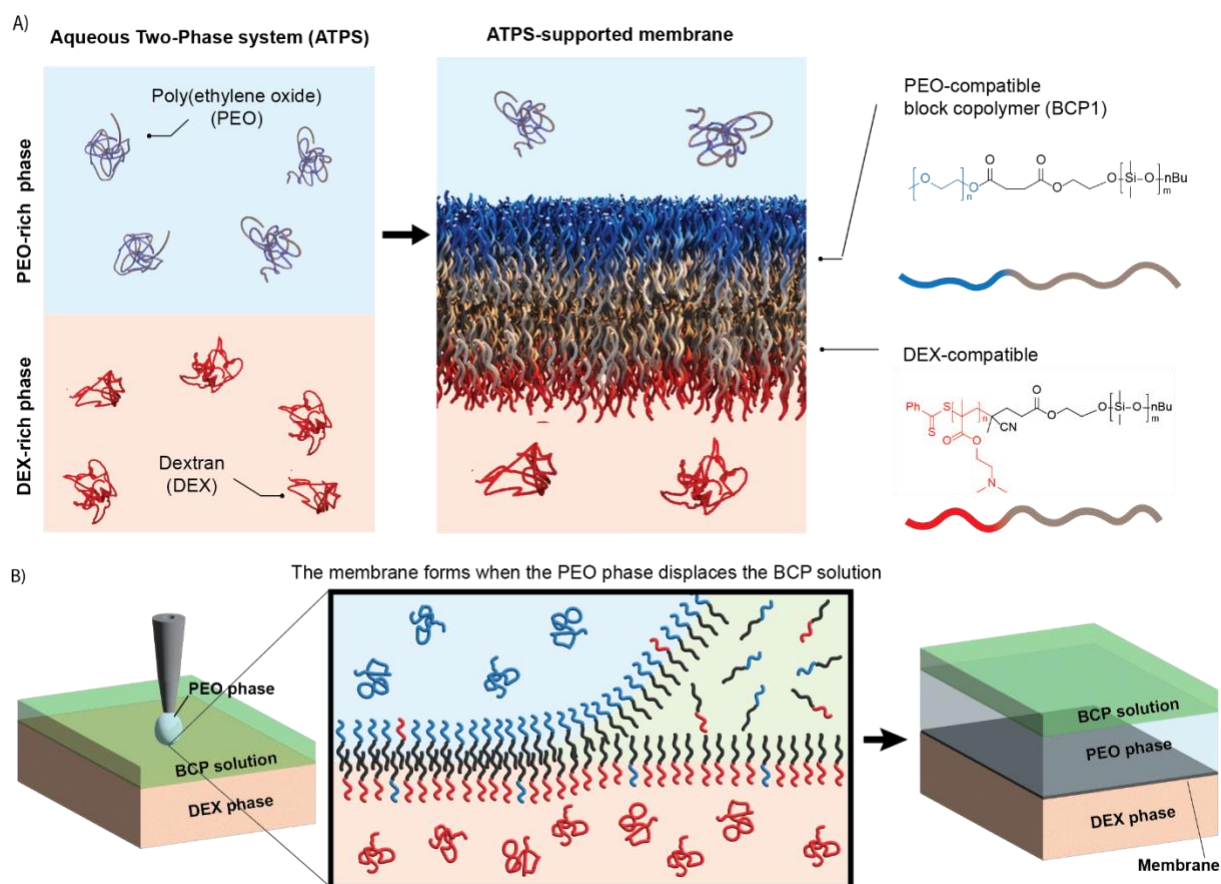 A)
Aqueous Two-Phase system (ATPS)
ATPS-supported membrane
PEO-rich phase
Poly(ethylene oxide)
(PEO)
DEX-rich phase
Dextran
(DEX)
PEO-compatible
block copolymer (BCP1)
O
n
O
O
O
O
O
Si
O
m
nBu
DEX-compatible
Ph
S
S
n
CN
O
O
O
O
Si
O
m
nBu
O
N
B)
The membrane forms when the PEO phase displaces the BCP solution
PEO phase
BCP solution
DEX phase
BCP solution
PEO phase
DEX phase
Membrane